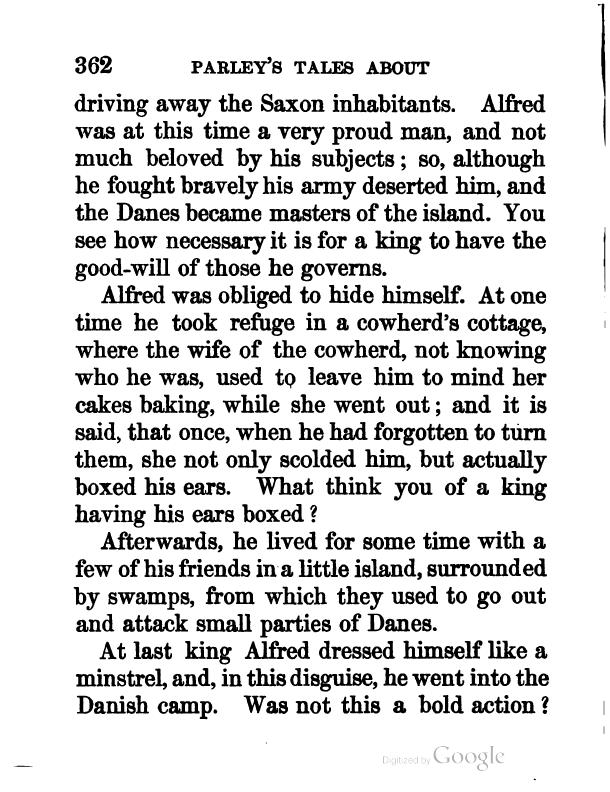 362 PARLEY'S TALES ABOUT
driving away the Saxon inhabitants. Alfred
was at this time a very proud man, and not
much beloved by his subjects; so, although
he fought bravely his army deserted him, and
the Danes became masters of the island. You
see how necessary it is for a king to have the
good-will of those he governs.
Alfred was obliged to hide himself. At one
time he took refuge in a cowherd's cottage,
where the wife of the cowherd, not knowing
who he was, used to leave him to mind her
cakes baking, while she went out; and it is
said, that once, when he had forgotten to turn
them, she not only scolded him, but actually
boxed his ears. What think you of a king
having his ears boxed?
Afterwards, he lived for some time with a
few of his friends in a little island, surrounded
by swamps, from which they used to go out
and attack small parties of Danes.
At last king Alfred dressed himself like a
minstrel, and, in this disguise, he went into the
Danish camp. Was not this a bold action?
Digitized by Google